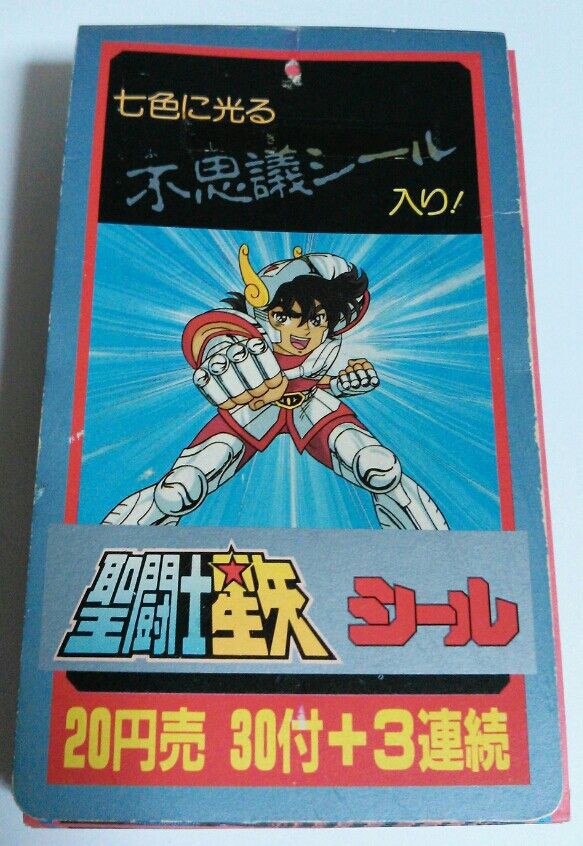 七色に光る
不思議シール
入り!
聖闘士星矢 シール
20円売 30付+3連続